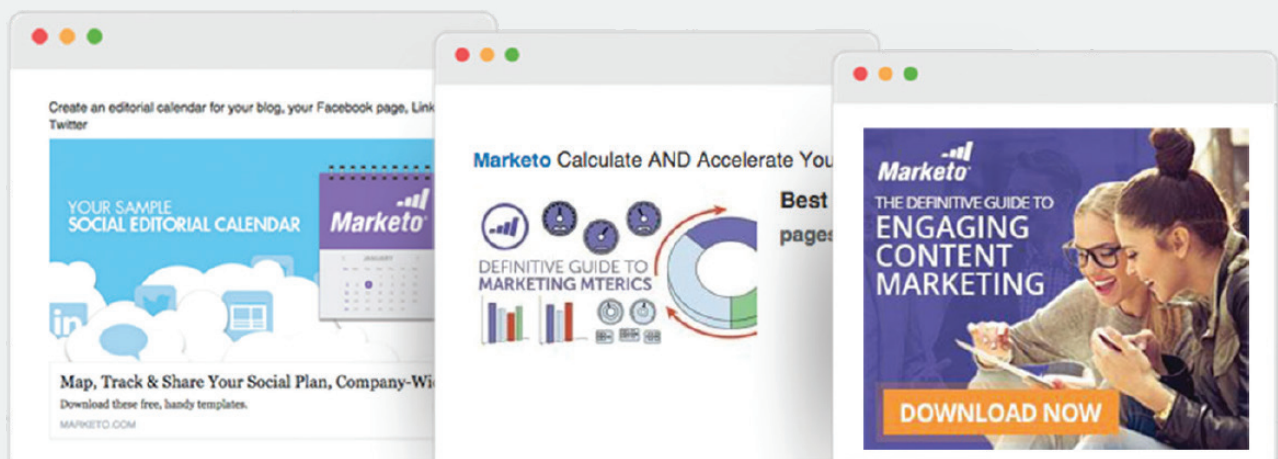 Create an editorial calendar for your blog, your Facebook page, Link
Twitter
YOUR SAMPLE
SOCIAL EDITORIAL CALENDAR
Marketo
JANUARY
in
Map, Track & Share Your Social Plan, Company-Wi
Download these free, handy templates.
MARKETO.COM
Marketo Calculate AND Accelerate You
Best
pages
DEFINITIVE GUIDE TO
MARKETING MTERICS
Marketo
THE DEFINITIVE GUIDE TO
ENGAGING
CONTENT
MARKETING
DOWNLOAD NOW